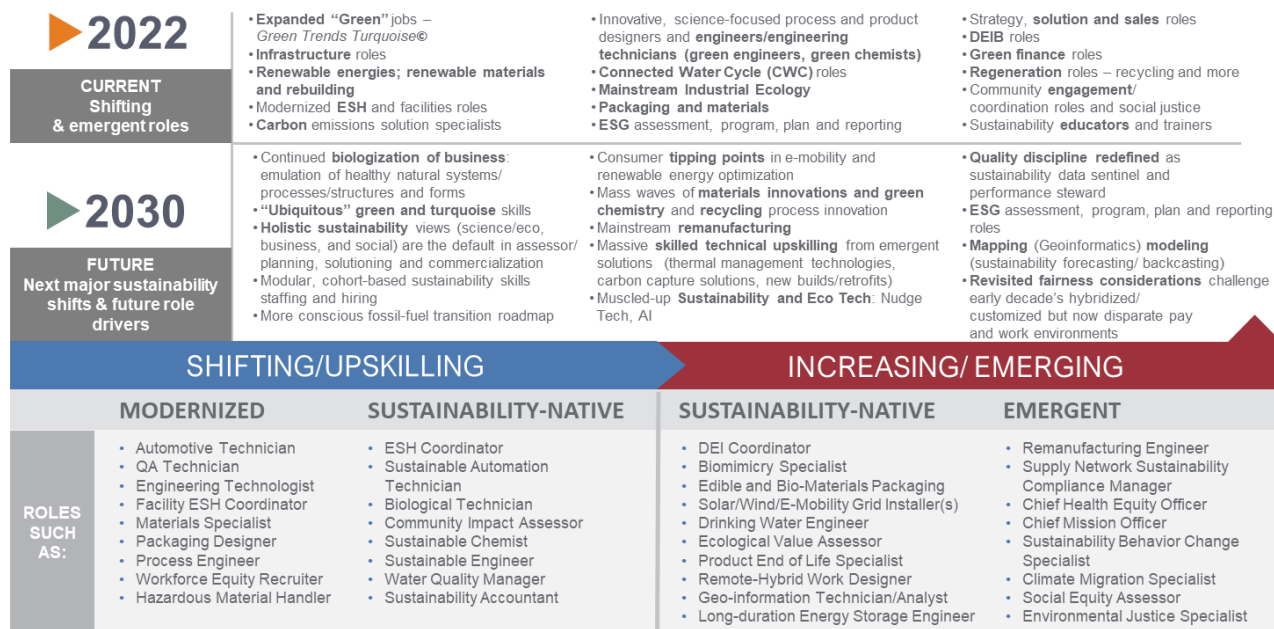 2022
CURRENT
Shifting
& emergent roles
• Expanded “Green” jobs –
Green Trends Turquoise©
• Infrastructure roles
• Renewable energies; renewable materials
and rebuilding
• Modernized ESH and facilities roles
• Carbon emissions solution specialists
• Innovative, science-focused process and product
designers and engineers/engineering
technicians (green engineers, green chemists)
• Connected Water Cycle (CWC) roles
• Mainstream Industrial Ecology
• Packaging and materials
• ESG assessment, program, plan and reporting
• Strategy, solution and sales roles
• DEIB roles
• Green finance roles
• Regeneration roles – recycling and more
• Community engagement/
coordination roles and social justice
• Sustainability educators and trainers
2030
FUTURE
Next major sustainability
shifts & future role
drivers
• Continued biologization of business:
emulation of healthy natural systems/
processes/structures and forms
• “Ubiquitous” green and turquoise skills
• Holistic sustainability views (science/eco,
business, and social) are the default in assessor/
planning, solutioning and commercialization
• Modular, cohort-based sustainability skills
staffing and hiring
• More conscious fossil-fuel transition roadmap
• Consumer tipping points in e-mobility and
renewable energy optimization
• Mass waves of materials innovations and green
chemistry and recycling process innovation
• Mainstream remanufacturing
• Massive skilled technical upskilling from emergent
solutions (thermal management technologies,
carbon capture solutions, new builds/retrofits)
• Muscled-up Sustainability and Eco Tech: Nudge
Tech, AI
• Quality discipline redefined as
sustainability data sentinel and
performance steward
• ESG assessment, program, plan and reporting
roles
• Mapping (Geoinformatics) modeling
(sustainability forecasting/ backcasting)
• Revisited fairness considerations challenge
early decade’s hybridized/
customized but now disparate pay
and work environments
SHIFTING/UPSKILLING
INCREASING/ EMERGING
MODERNIZED
SUSTAINABILITY-NATIVE
SUSTAINABILITY-NATIVE
EMERGENT
ROLES
SUCH
AS:
• Automotive Technician
• QA Technician
• Engineering Technologist
• Facility ESH Coordinator
• Materials Specialist
• Packaging Designer
• Process Engineer
• Workforce Equity Recruiter
• Hazardous Material Handler
• ESH Coordinator
• Sustainable Automation
Technician
• Biological Technician
• Community Impact Assessor
• Sustainable Chemist
• Sustainable Engineer
• Water Quality Manager
• Sustainability Accountant
• DEI Coordinator
• Biomimicry Specialist
• Edible and Bio-Materials Packaging
• Solar/Wind/E-Mobility Grid Installer(s)
• Drinking Water Engineer
• Ecological Value Assessor
• Product End of Life Specialist
• Remote-Hybrid Work Designer
• Geo-information Technician/Analyst
• Long-duration Energy Storage Engineer
• Remanufacturing Engineer
• Supply Network Sustainability
Compliance Manager
• Chief Health Equity Officer
• Chief Mission Officer
• Sustainability Behavior Change
Specialist
• Climate Migration Specialist
• Social Equity Assessor
• Environmental Justice Specialist